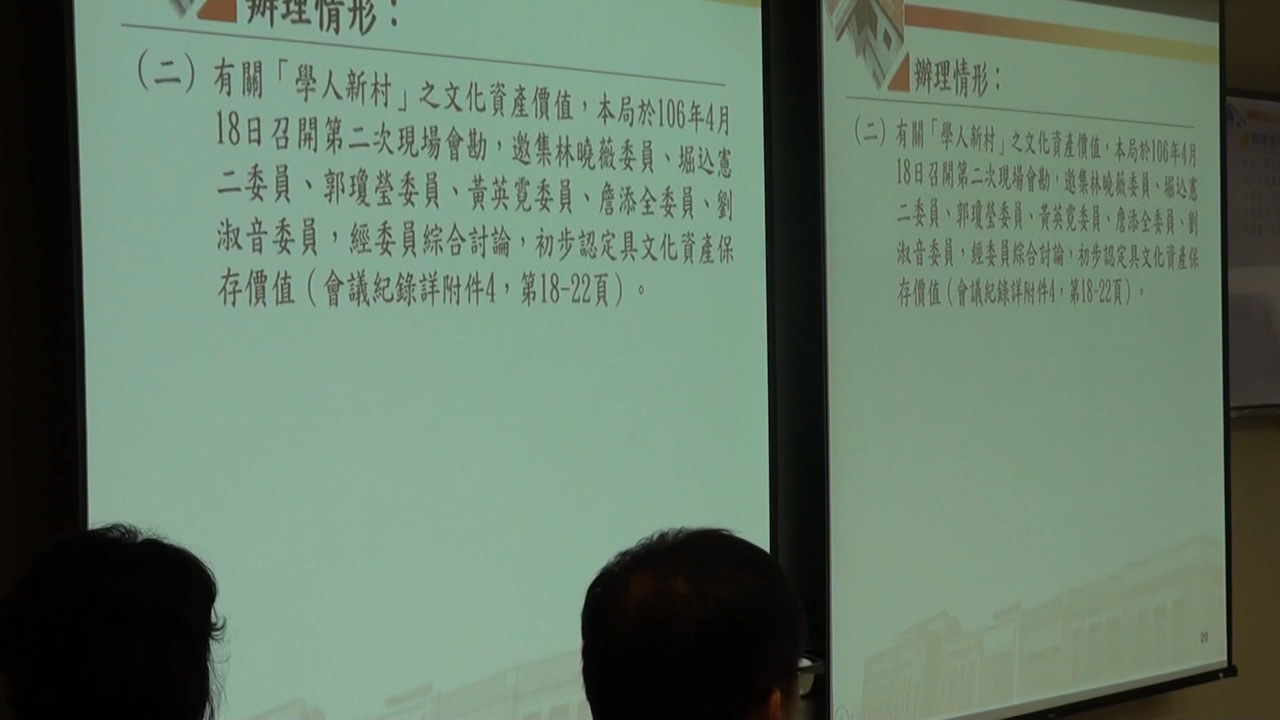 辦理情形：
（二）有關「學人新村」之文化資產價值，本局於106年4月
18日召開第二次現場會勘，邀集林曉薇委員、堀込憲
二委員、郭瓊瑩委員、黃英霓委員、詹添全委員、劉
淑音委員，經委員綜合討論，初步認定具文化資產保
存價值（會議紀錄詳附件4，第18-22頁）。
辦理情形：
（二）有關「學人新村」之文化資產價值，本局於106年4月
18日召開第二次現場會勘，邀集林曉薇委員、堀込憲
二委員、郭瓊瑩委員、黃英霓委員、詹添全委員、劉
淑音委員，經委員綜合討論，初步認定具文化資產保
存價值（會議紀錄詳附件4，第18-22頁）。
20